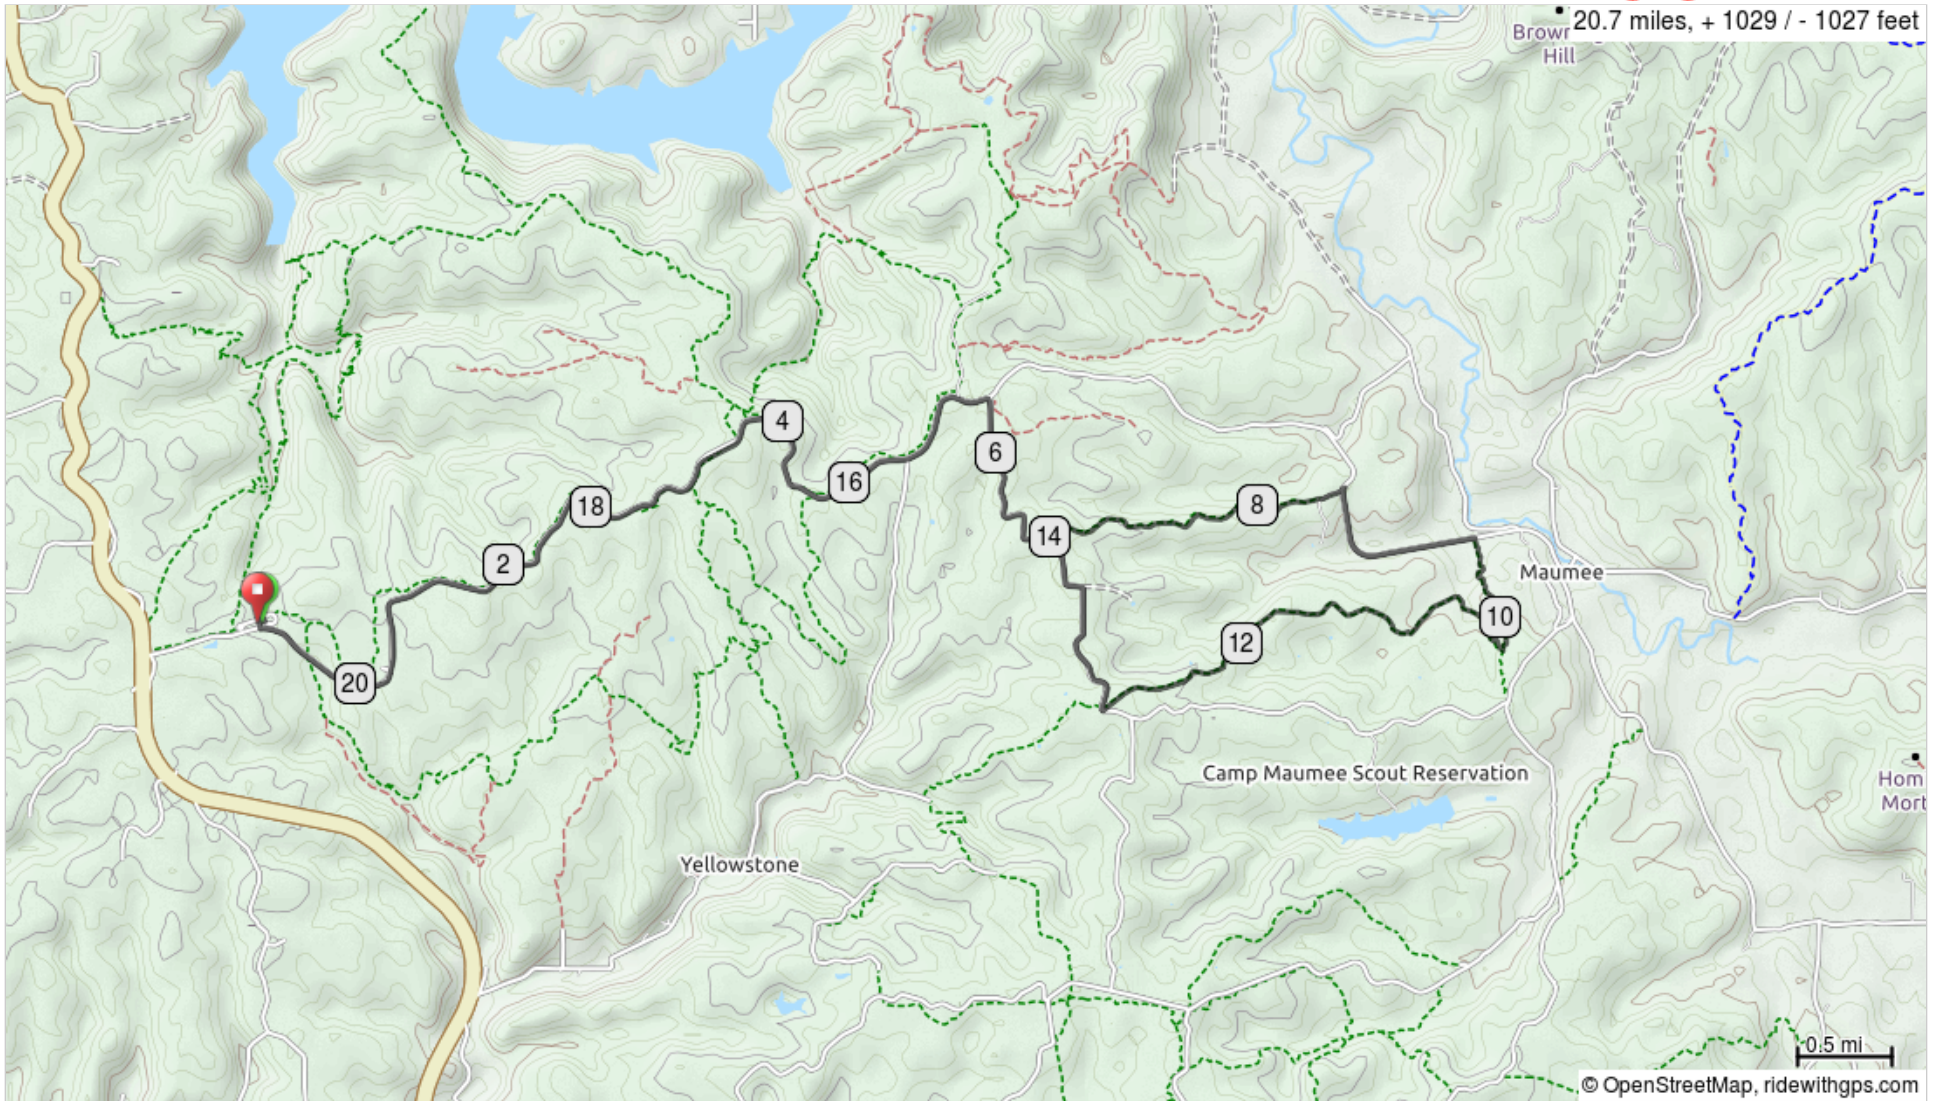 20.7 miles, + 1029 / - 1027 feet
Hill
4
6
16
18
8
14
2
Maumee
10
12
20
Camp Maumee Scout Reservation
Yellowstone
0.5 mi
© OpenStreetMap, ridewithgps.com